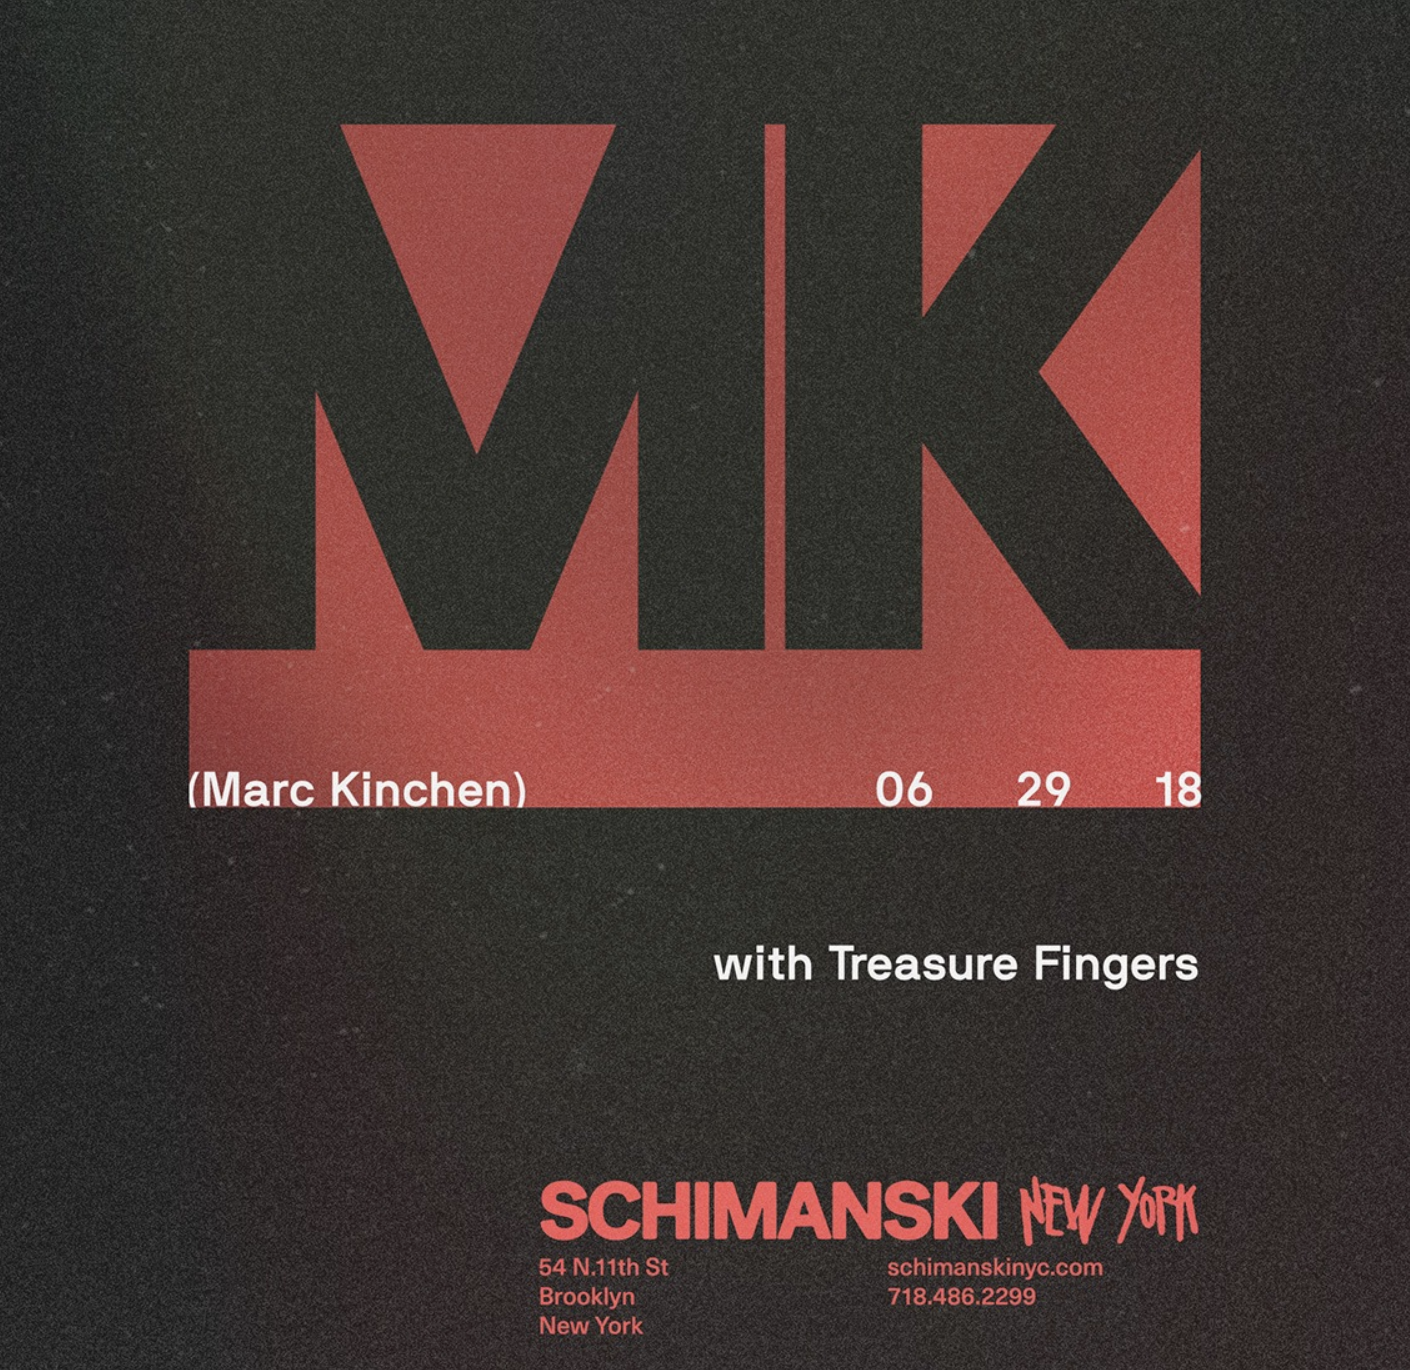 MK
(Marc Kinchen) 06 29 18
with Treasure Fingers
SCHIMANSKI NEW YORK
54 N.11th St schimanskinyc.com
Brooklyn 718.486.2299
New York